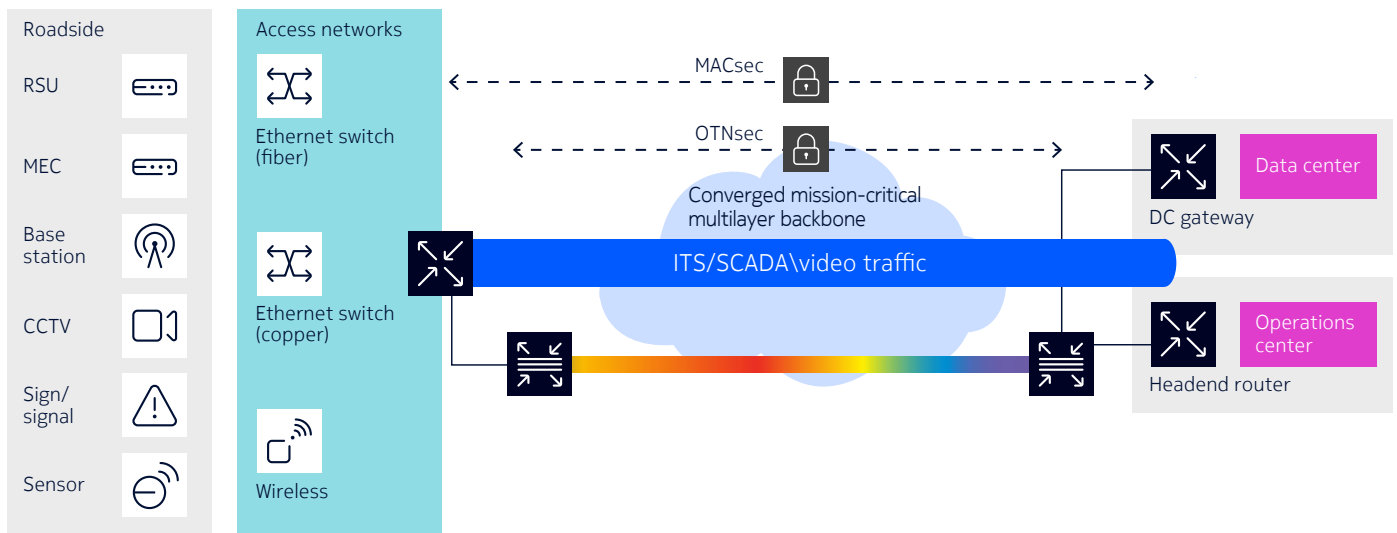 Roadside
RSU
MEC
Base
station
CCTV
Sign/
signal
Sensor
Access networks
Ethernet switch
(fiber)
Ethernet switch
(copper)
Wireless
MACsec
OTNsec
Converged mission-critical
multilayer backbone
ITS/SCADA\video traffic
Data center
DC gateway
Operations
center
Headend router